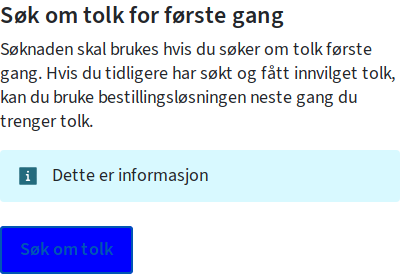 Søk om tolk for første gang
Søknaden skal brukes hvis du søker om tolk første
gang. Hvis du tidligere har søkt og fått innvilget tolk,
kan du bruke bestillingsløsningen neste gang du
trenger tolk.
Dette er informasjon
Søk om tolk